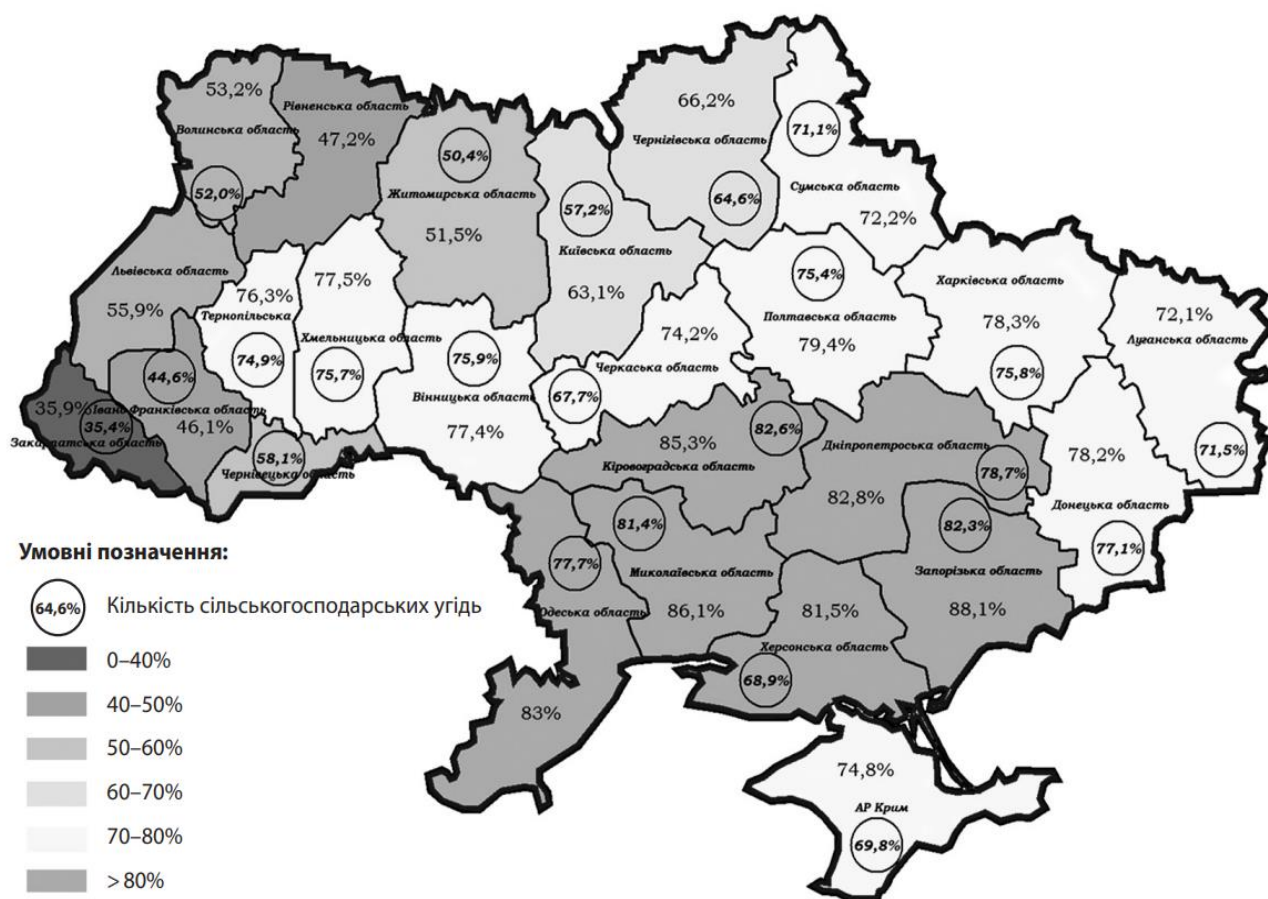 53,2%
Волинська область
52,0%
Рівненська область
47,2%
50,4%
Житомирська область
51,5%
57,2%
Київська область
63,1%
66,2%
Чернігівська область
64,6%
71,1%
Сумська область
72,2%
Львівська область
55,9%
76,3%
Тернопільська
74,9%
77,5%
Хмельницька область
75,7%
75,9%
Вінницька область
77,4%
74,2%
Черкаська область
67,7%
75,4%
Полтавська область
79,4%
Харківська область
78,3%
75,8%
72,1%
Луганська область
71,5%
35,9%
35,4%
Закарпатська область
44,6%
Івано Франківська область
46,1%
58,1%
Чернівецька область
82,6%
85,3%
Кіровоградська область
Дніпропетроська область
78,7%
82,8%
78,2%
Донецька область
77,1%
77,7%
Одеська область
83%
81,4%
Миколаївська область
86,1%
81,5%
Херсонська область
68,9%
82,3%
Запорізька область
88,1%
74,8%
АР Крим
69,8%
Умовні позначення:
64,6% Кількість сільськогосподарських угідь
0–40%
40–50%
50–60%
60–70%
70–80%
> 80%